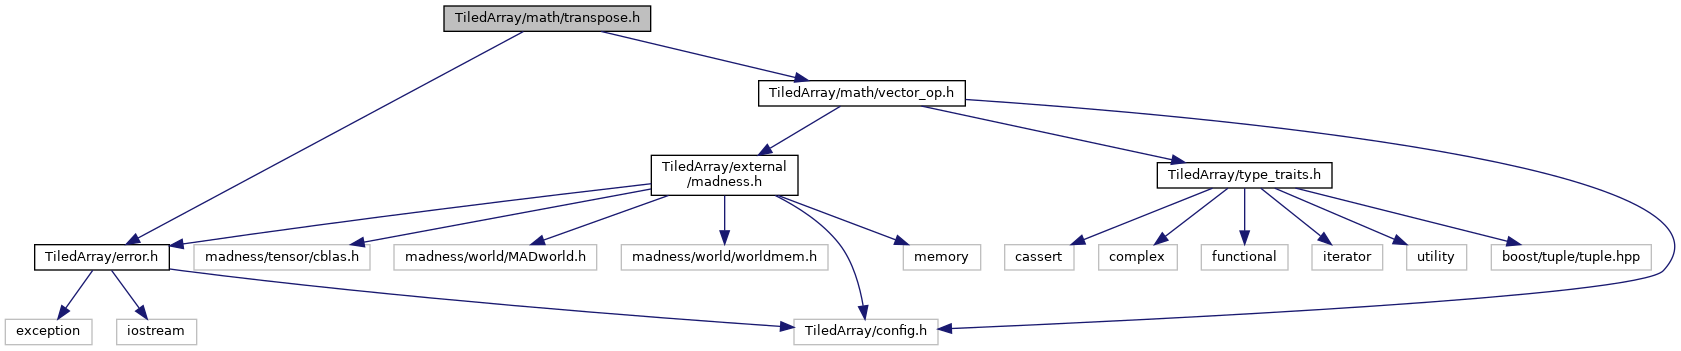 TiledArray/math/transpose.h
TiledArray/math/vector_op.h
TiledArray/external
/madness.h
TiledArray/type_traits.h
TiledArray/error.h
madness/tensor/cblas.h
madness/world/MADworld.h
madness/world/worldmem.h
memory
cassert
complex
functional
iterator
utility
boost/tuple/tuple.hpp
exception
iostream
TiledArray/config.h